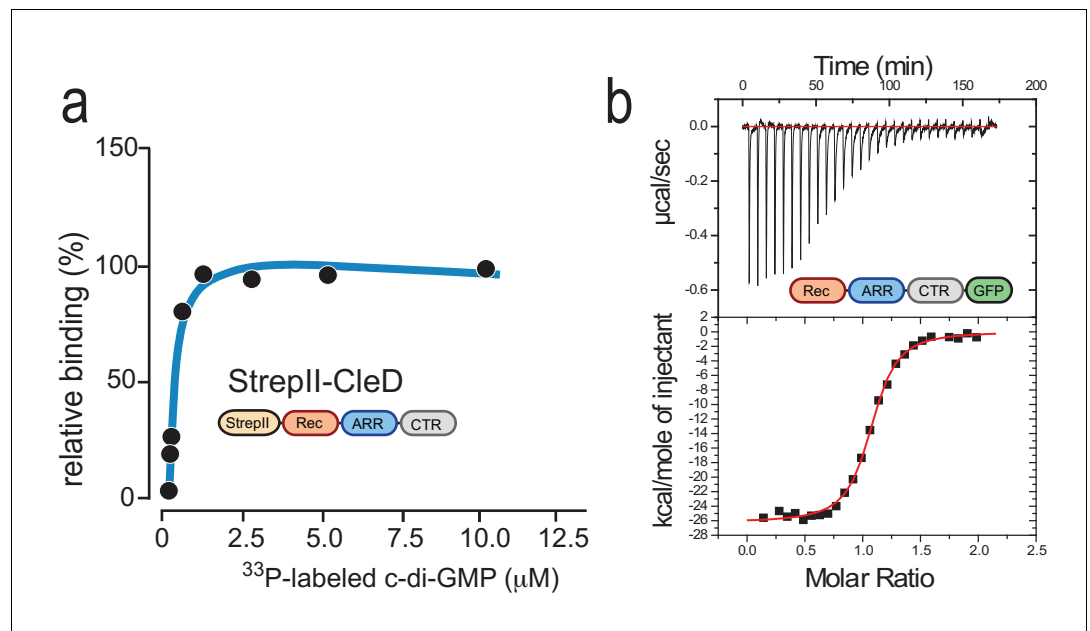 a
150
100
50
0
relative binding (%)
StrepII-CleD
StrepII Rec ARR CTR
0 2.5 5.0 7.5 10.0 12.5
³³P-labeled c-di-GMP (μM)
b
Time (min)
0 50 100 150 200
0.0
-0.2
-0.4
-0.6
µcal/sec
Rec ARR CTR GFP
2
0
-2
-4
-6
-8
-10
-12
-14
-16
-18
-20
-22
-24
-26
-28
kcal/mole of injectant
0.0 0.5 1.0 1.5 2.0 2.5
Molar Ratio